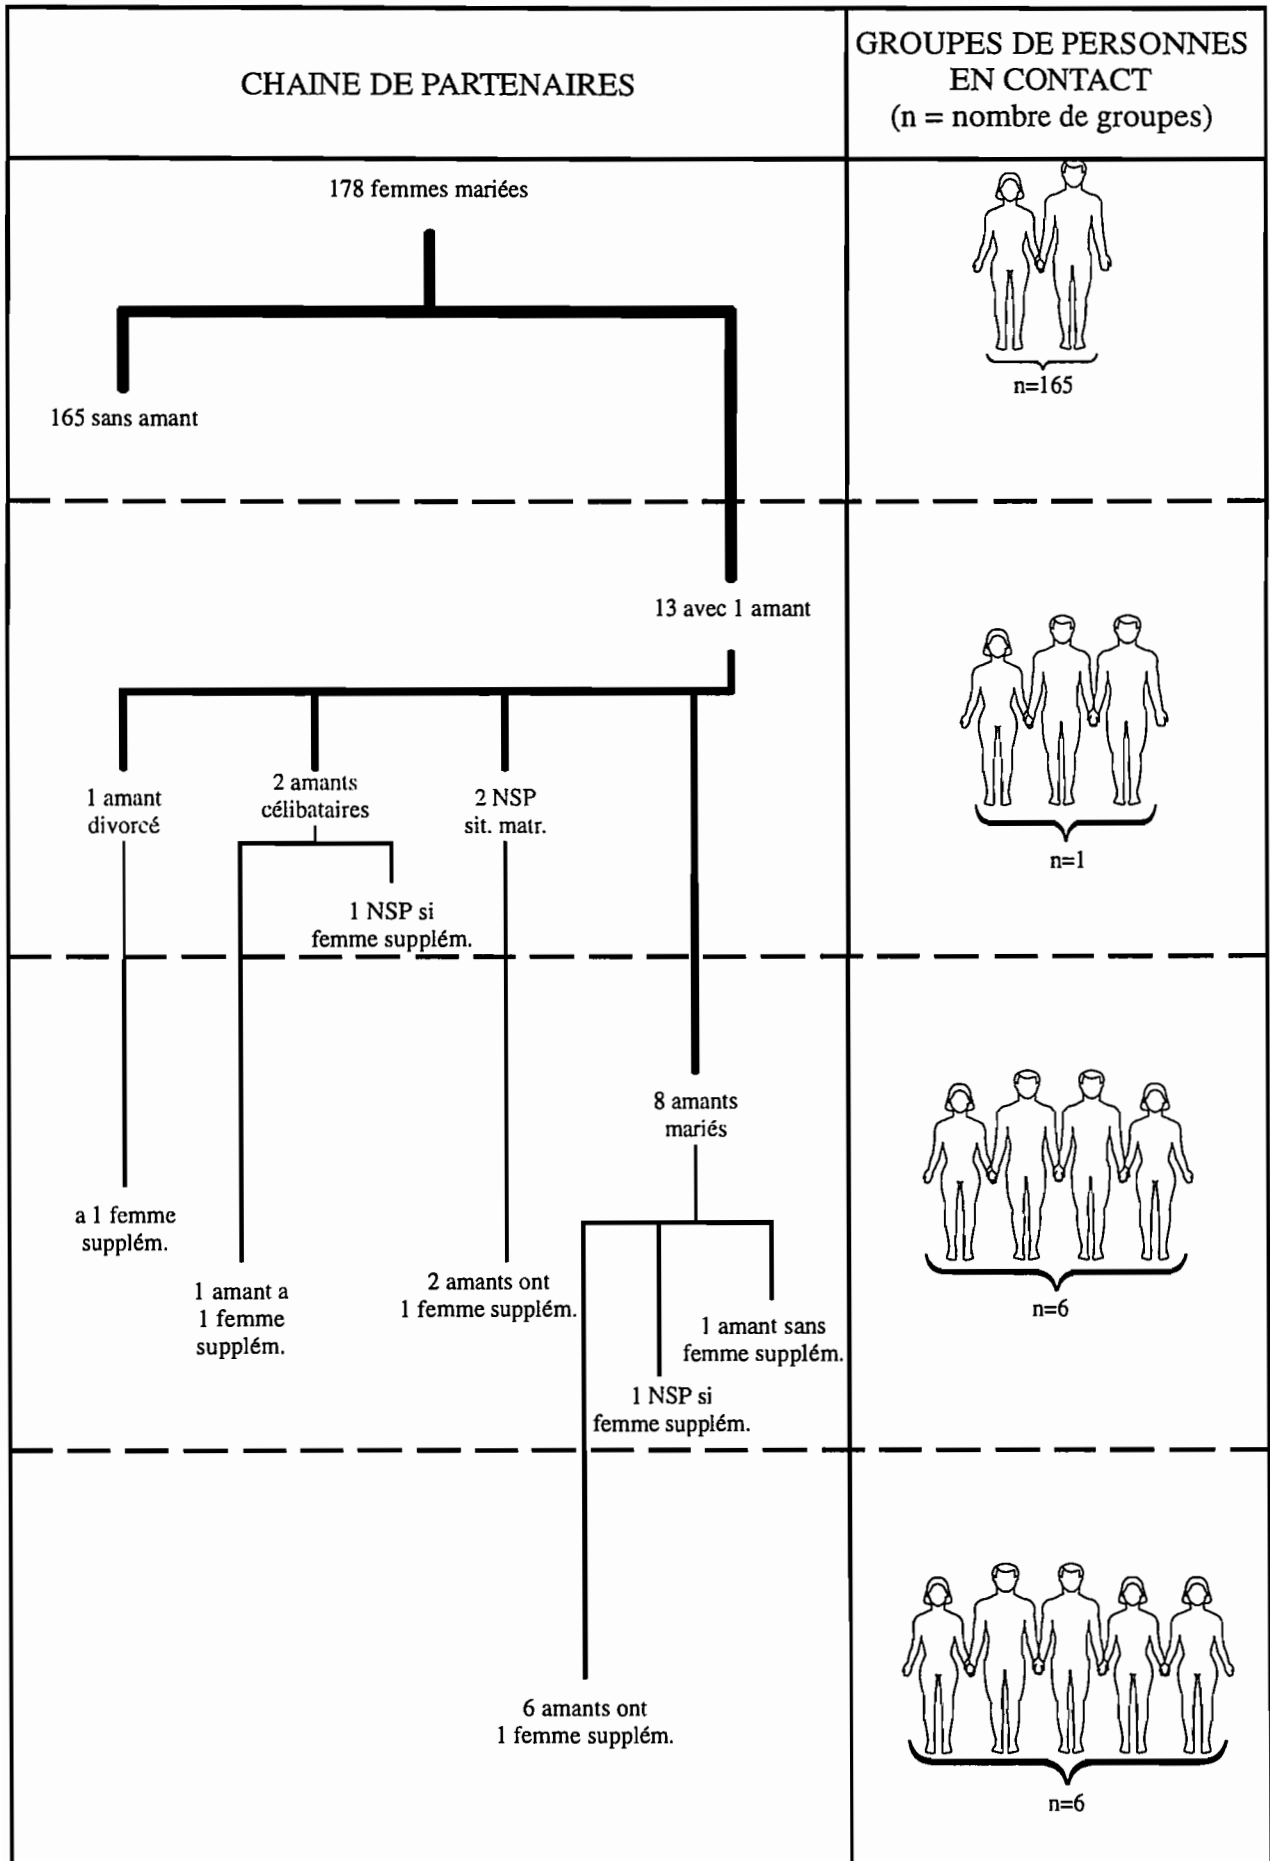 CHAINE DE PARTENAIRES
GROUPES DE PERSONNES
EN CONTACT
(n = nombre de groupes)
178 femmes mariées
n=165
165 sans amant
13 avec 1 amant
1 amant
divorcé
2 amants
célibataires
2 NSP
sit. matr.
n=1
1 NSP si
femme supplém.
8 amants
mariés
a 1 femme
supplém.
1 amant a
1 femme
supplém.
2 amants ont
1 femme supplém.
1 amant sans
femme supplém.
n=6
1 NSP si
femme supplém.
6 amants ont
1 femme supplém.
n=6